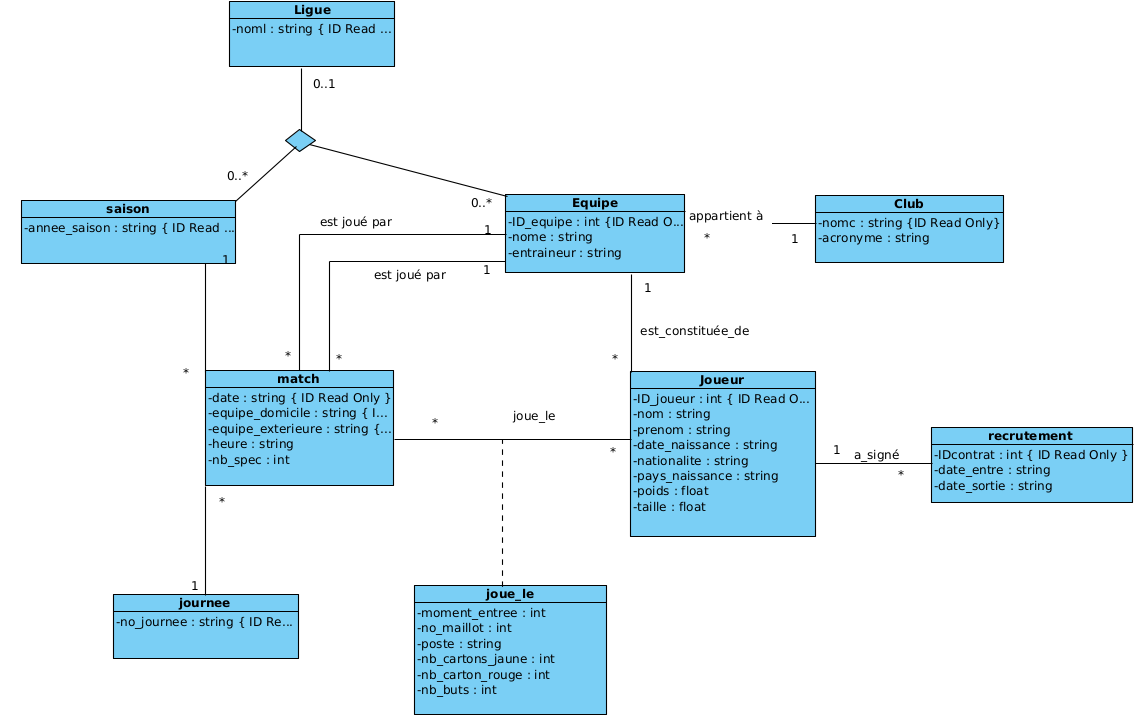 Ligue
-noml : string { ID Read ...
0..1
0..*
0..*
saison
-annee_saison : string { ID Read ...
1
Equipe
-ID_equipe : int {ID Read O...
-nome : string
-entraineur : string
appartient à
*
1
Club
-nomc : string {ID Read Only}
-acronyme : string
est joué par
1
est joué par
1
1
est_constituée_de
*
*
*
*
match
-date : string { ID Read Only }
-equipe_domicile : string { I...
-equipe_exterieure : string {...
-heure : string
-nb_spec : int
*
joue_le
*
Joueur
-ID_joueur : int { ID Read O...
-nom : string
-prenom : string
-date_naissance : string
-nationalite : string
-pays_naissance : string
-poids : float
-taille : float
1
a_signé
*
recrutement
-IDcontrat : int { ID Read Only }
-date_entre : string
-date_sortie : string
*
1
journee
-no_journee : string { ID Re...
joue_le
-moment_entree : int
-no_maillot : int
-poste : string
-nb_cartons_jaune : int
-nb_carton_rouge : int
-nb_buts : int